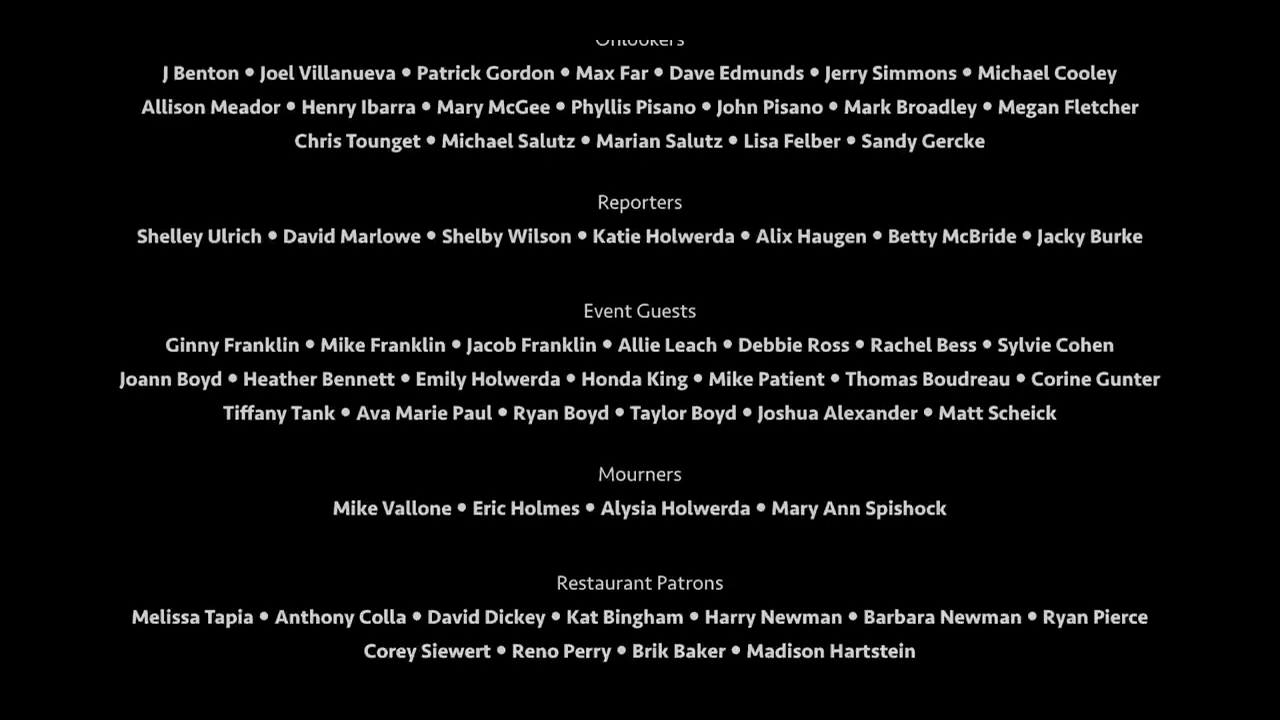 Onlookers
J Benton • Joel Villanueva • Patrick Gordon • Max Far • Dave Edmunds • Jerry Simmons • Michael Cooley
Allison Meador • Henry Ibarra • Mary McGee • Phyllis Pisano • John Pisano • Mark Broadley • Megan Fletcher
Chris Tounget • Michael Salutz • Marian Salutz • Lisa Felber • Sandy Gercke
Reporters
Shelley Ulrich • David Marlowe • Shelby Wilson • Katie Holwerda • Alix Haugen • Betty McBride • Jacky Burke
Event Guests
Ginny Franklin • Mike Franklin • Jacob Franklin • Allie Leach • Debbie Ross • Rachel Bess • Sylvie Cohen
Joann Boyd • Heather Bennett • Emily Holwerda • Honda King • Mike Patient • Thomas Boudreau • Corine Gunter
Tiffany Tank • Ava Marie Paul • Ryan Boyd • Taylor Boyd • Joshua Alexander • Matt Scheick
Mourners
Mike Vallone • Eric Holmes • Alysia Holwerda • Mary Ann Spishock
Restaurant Patrons
Melissa Tapia • Anthony Colla • David Dickey • Kat Bingham • Harry Newman • Barbara Newman • Ryan Pierce
Corey Siewert • Reno Perry • Brik Baker • Madison Hartstein